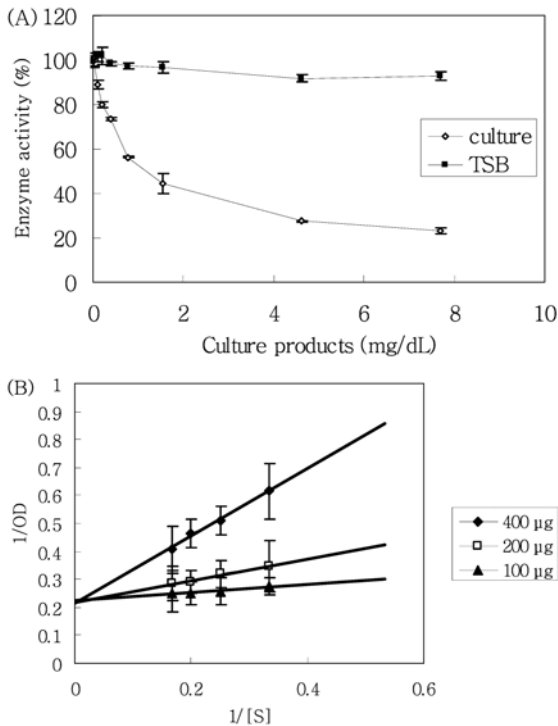 (A)
120
100
80
60
40
20
0
Enzyme activity (%)
culture
TSB
0 2 4 6 8 10
Culture products (mg/dL)
(B)
1
0.9
0.8
0.7
0.6
0.5
0.4
0.3
0.2
0.1
0
1/OD
400 μg
200 μg
100 μg
0 0.2 0.4 0.6
1/[S]